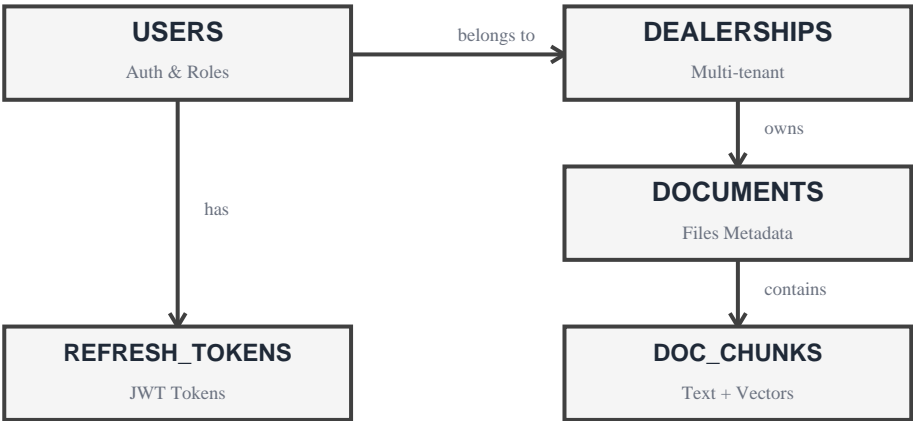 USERS
Auth & Roles
belongs to
DEALERSHIPS
Multi-tenant
owns
has
DOCUMENTS
Files Metadata
contains
REFRESH_TOKENS
JWT Tokens
DOC_CHUNKS
Text + Vectors